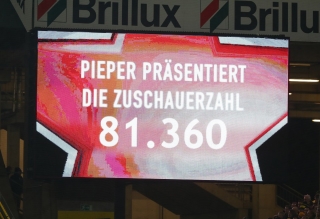 Brillux Brillux
PIEPER PRÄSENTIERT
DIE ZUSCHAUERZAHL
81.360